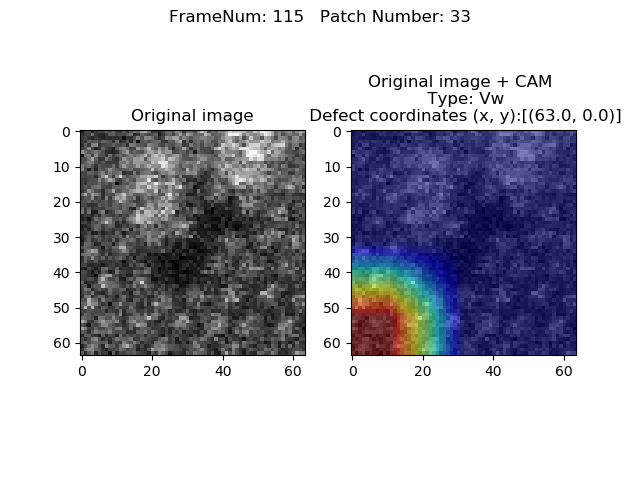 FrameNum: 115   Patch Number: 33
Original image
Original image + CAM
Type: Vw
Defect coordinates (x, y):[(63.0, 0.0)]
0
10
20
30
40
50
60
0 20 40 60
0
10
20
30
40
50
60
0 20 40 60